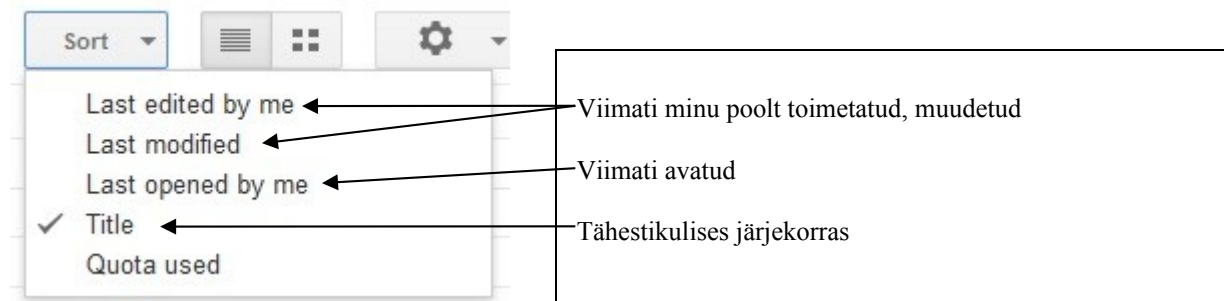 Sort
Last edited by me
Last modified
Last opened by me
Title
Quota used
Viimati minu poolt toimetatud, muudetud
Viimati avatud
Tähestikulises järjekorras